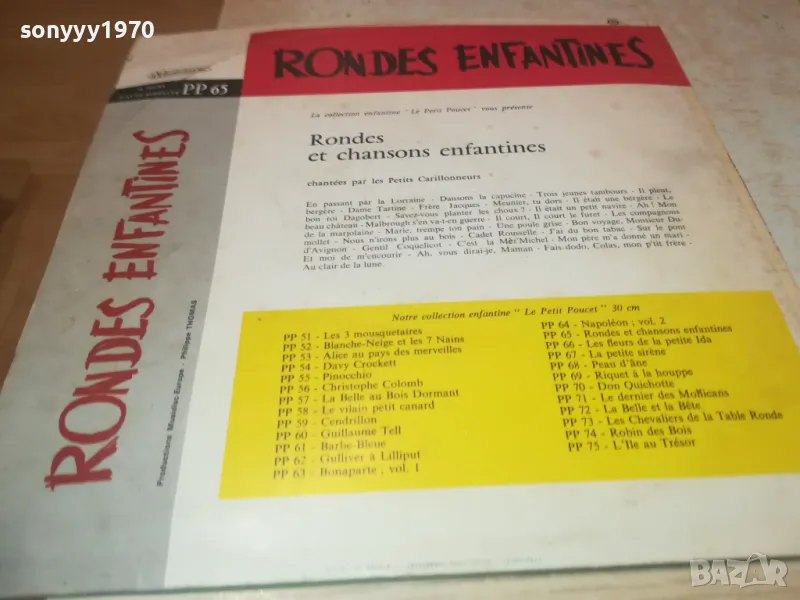 sonyyy1970
RONDES ENFANTINES
PP 65
La collection enfantine "Le Petit Poucet" vous présente
Rondes
et chansons enfantines
chantées par les Petits Carillonneurs
En passant par la Lorraine - Dansons la capucine - Trois jeunes tambours - Il pleut,
bergère - Dame Tartine - Frère Jacques - Meunier, tu dors - Il était une bergère - Le
bon roi Dagobert - Savez-vous planter les choux ? - Il était un petit navire - Ah ! Mon
beau château - Malbrough s'en va-t-en guerre - Il court, Il court le furet - Les compagnons
de la marjolaine - Marie, trempe ton pain - Une poule grise - Bon voyage, Monsieur Du-
mollet - Nous n'irons plus au bois - Cadet Rousselle - J'ai du bon tabac - Sur le pont
d'Avignon - Gentil Coquelicot - C'est la Mèr'Michel - Mon père m'a donné un mari -
Et moi de m'encourir - Ah, vous dirai-je, Maman - Fais dodo, Colas, mon p'tit frère -
Au clair de la lune.
RONDES ENFANTINES
Productions Musidisc-Europe - Philippe THOMAS
Notre collection enfantine "Le Petit Poucet" 30 cm
PP 51 - Les 3 mousquetaires
PP 52 - Blanche-Neige et les 7 Nains
PP 53 - Alice au pays des merveilles
PP 54 - Davy Crockett
PP 55 - Pinocchio
PP 56 - Christophe Colomb
PP 57 - La Belle au Bois Dormant
PP 58 - Le vilain petit canard
PP 59 - Cendrillon
PP 60 - Guillaume Tell
PP 61 - Barbe-Bleue
PP 62 - Gulliver à Lilliput
PP 63 - Bonaparte, vol. 1
PP 64 - Napoléon, vol. 2
PP 65 - Rondes et chansons enfantines
PP 66 - Les fleurs de la petite Ida
PP 67 - La petite sirène
PP 68 - Peau d'âne
PP 69 - Riquet à la houppe
PP 70 - Don Quichotte
PP 71 - Le dernier des Mohicans
PP 72 - La Belle et la Bête
PP 73 - Les Chevaliers de la Table Ronde
PP 74 - Robin des Bois
PP 75 - L'Ile au Trésor
BAZAR